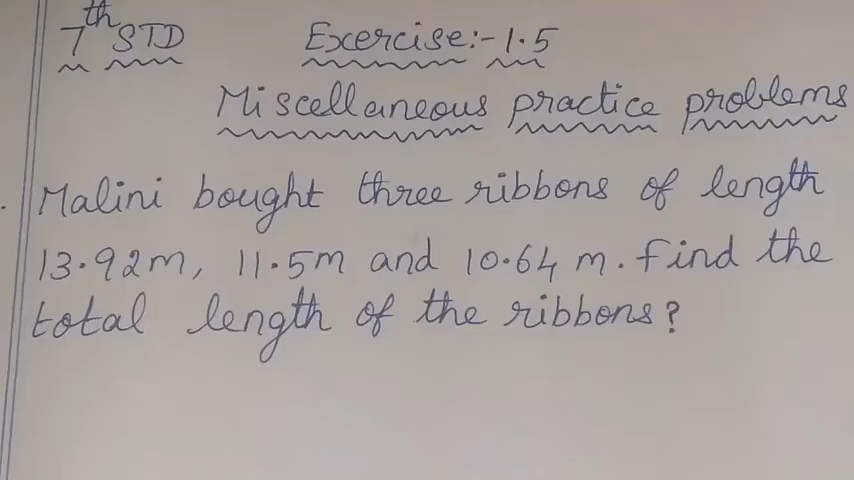 7th STD Exercise:-1.5
Miscellaneous practice problems
. Malini bought three ribbons of length
13.92m, 11.5m and 10.64 m. Find the
total length of the ribbons?